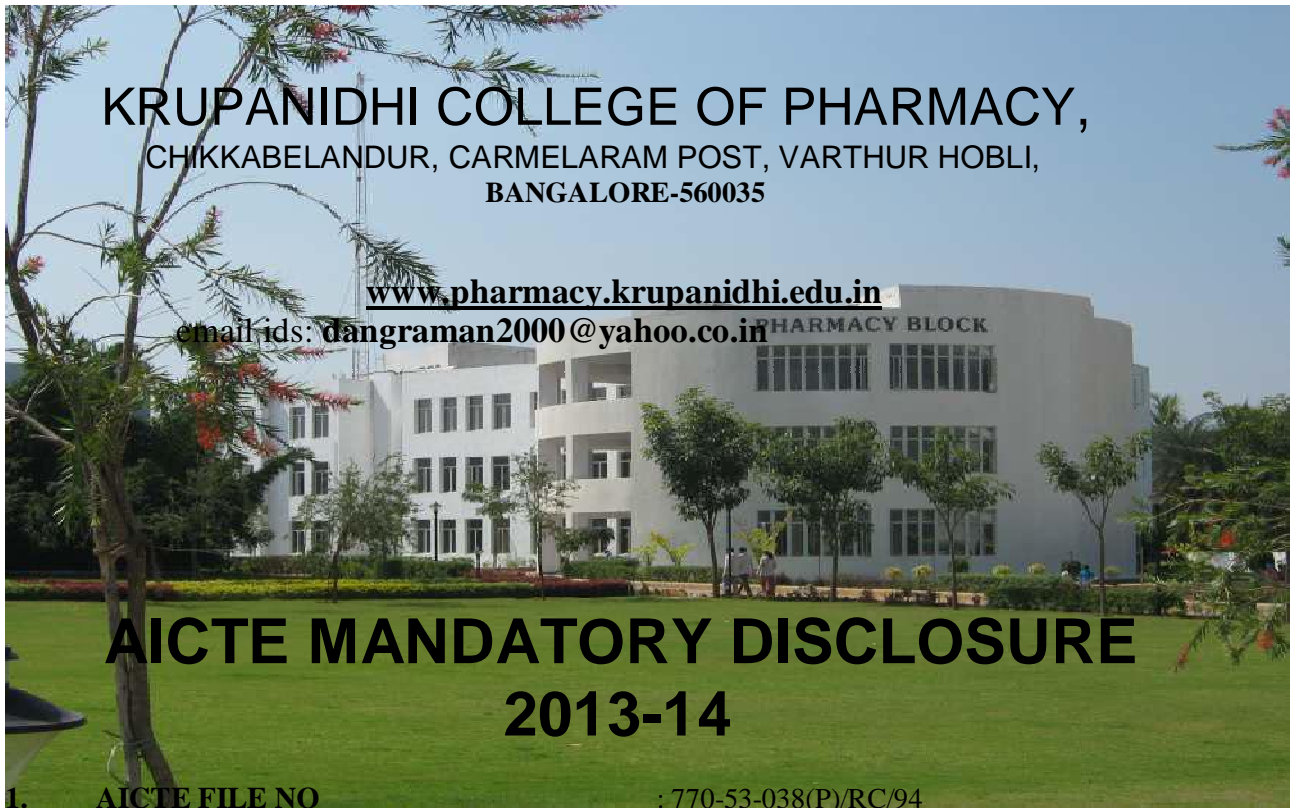 KRUPANIDHI COLLEGE OF PHARMACY,
CHIKKABELANDUR, CARMELARAM POST, VARTHUR HOBLI,
BANGALORE-560035
www.pharmacy.krupanidhi.edu.in
email ids: dangraman2000@yahoo.co.in
PHARMACY BLOCK
AICTE MANDATORY DISCLOSURE
2013-14
1. AICTE FILE NO : 770-53-038(P)/RC/94